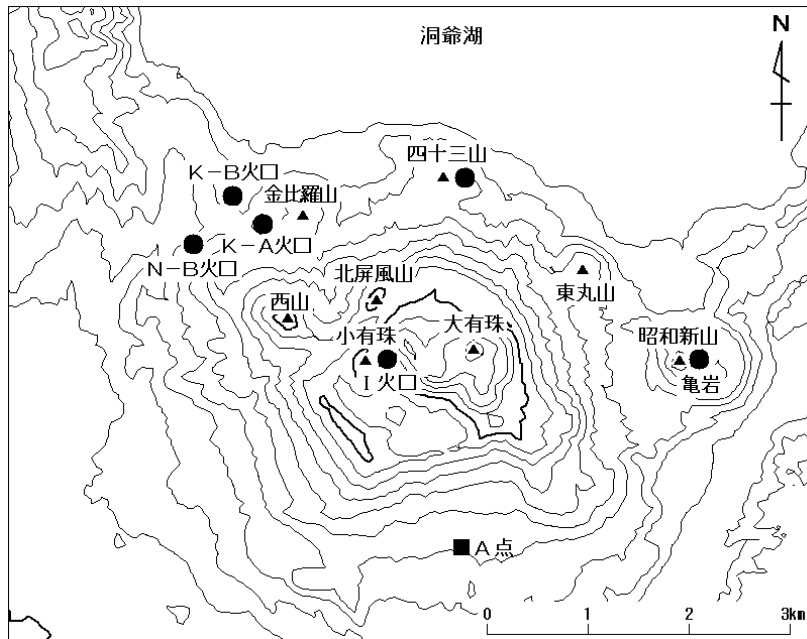 洞爺湖
N
四十三山
K－B火口
金比羅山
K－A火口
N－B火口
北屏風山
東丸山
西山
小有珠
大有珠
昭和新山
I火口
亀岩
A点
0 1 2 3km